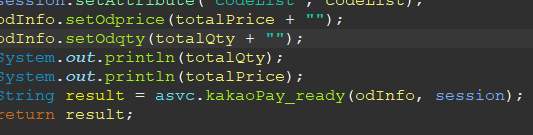 session.setAttribute("codeList", codeList);
odInfo.setOdprice(totalPrice + "");
odInfo.setOdqty(totalQty + "");
System.out.println(totalQty);
System.out.println(totalPrice);
String result = asvc.kakaoPay_ready(odInfo, session);
return result;